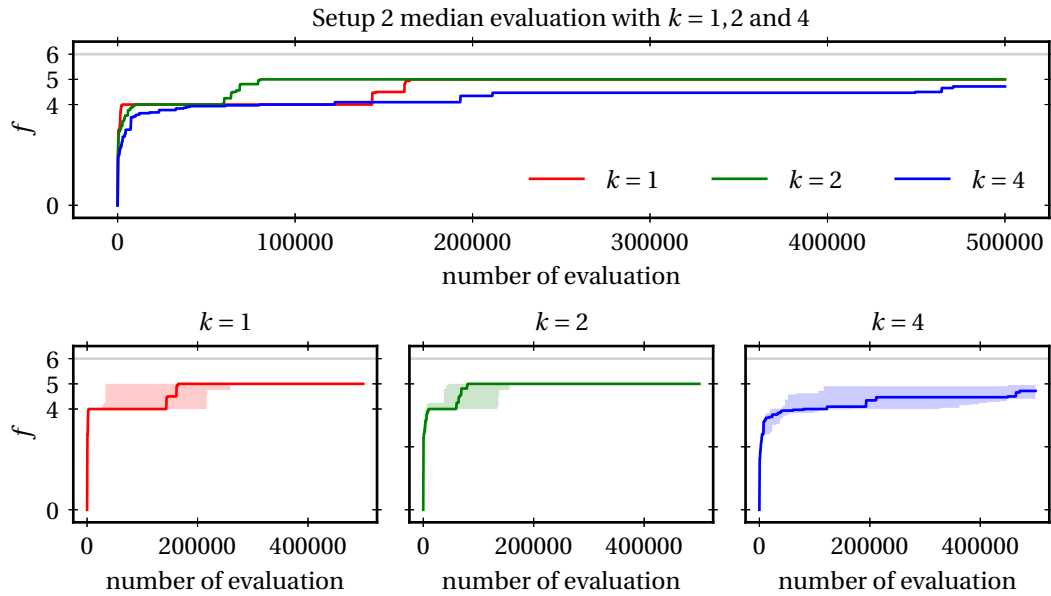 Setup 2 median evaluation with k = 1,2 and 4
6
5
4
f
0
k = 1
k = 2
k = 4
0
100000
200000
300000
400000
500000
number of evaluation
k = 1
k = 2
k = 4
6
5
4
f
0
0
200000
400000
0
200000
400000
0
200000
400000
number of evaluation
number of evaluation
number of evaluation